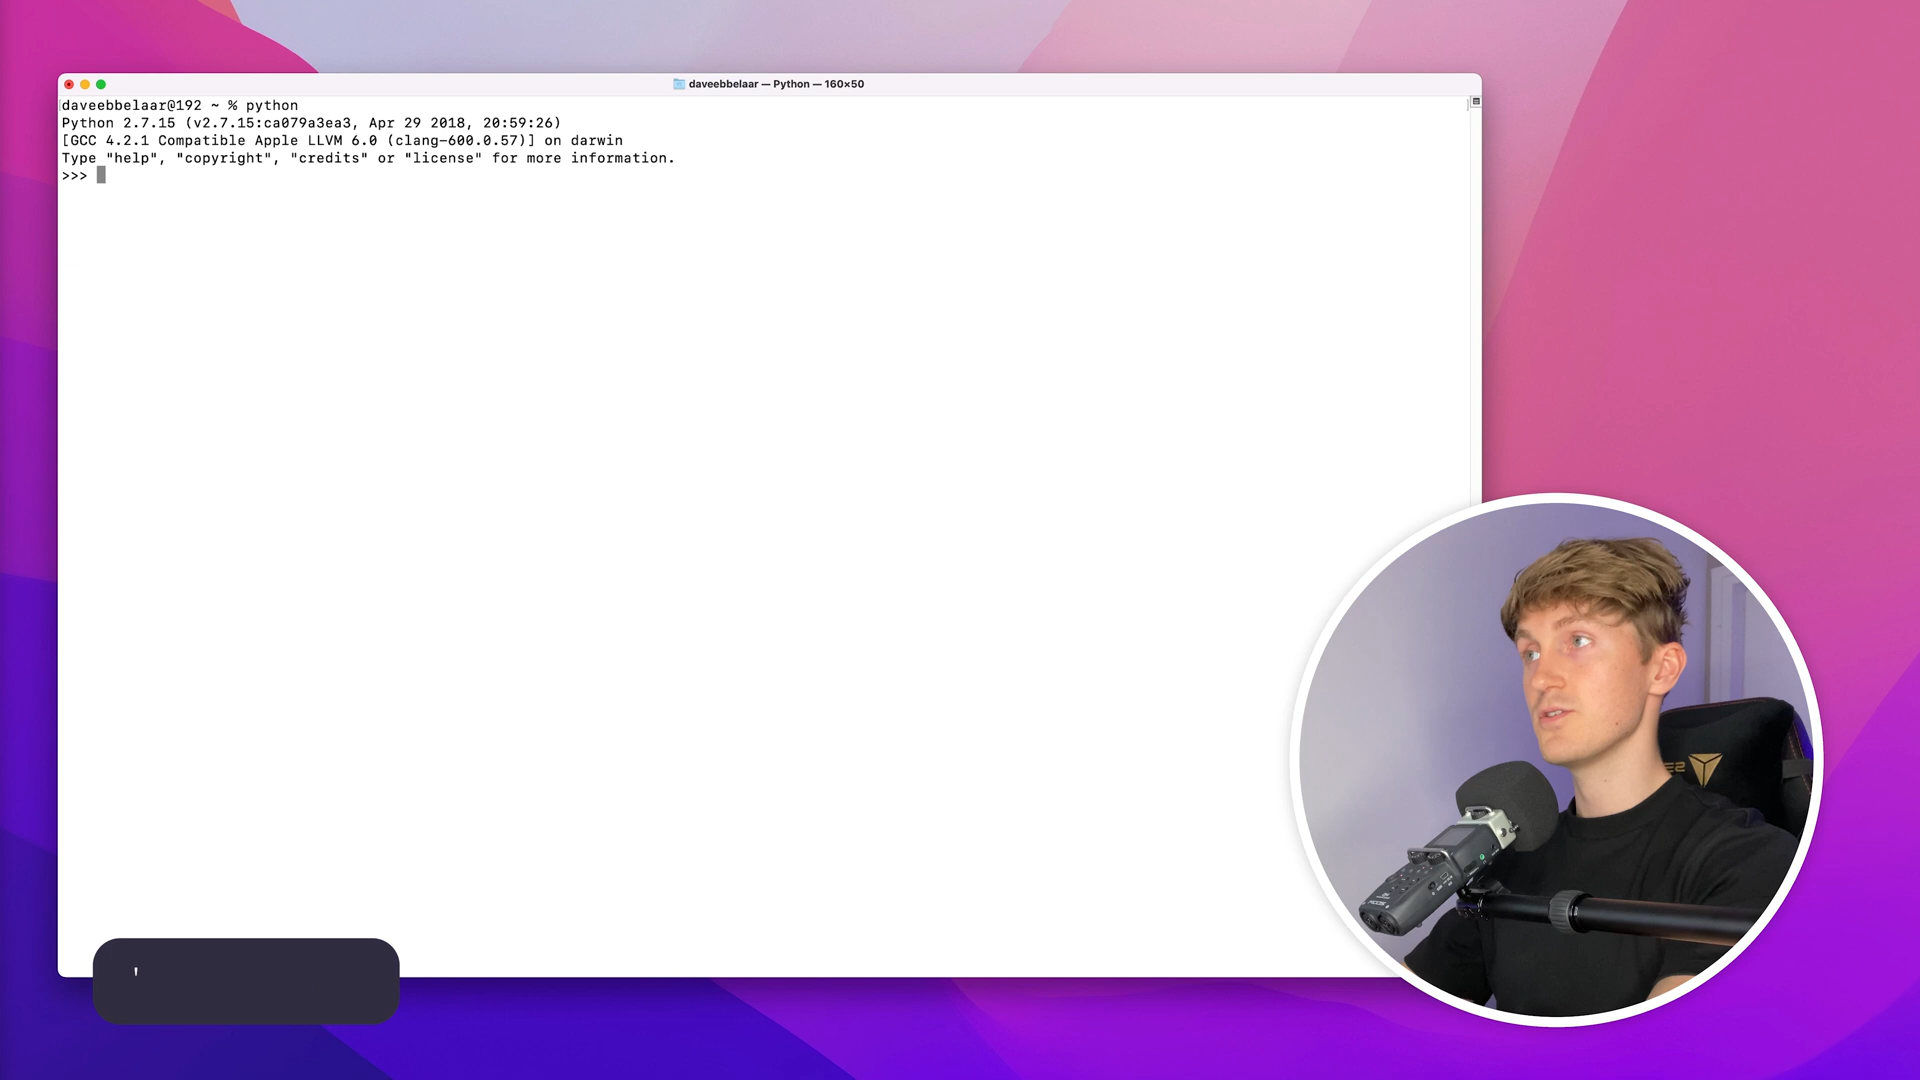 daveebbelaar — Python — 160×50
daveebbelaar@192 ~ % python
Python 2.7.15 (v2.7.15:ca079a3ea3, Apr 29 2018, 20:59:26)
[GCC 4.2.1 Compatible Apple LLVM 6.0 (clang-600.0.57)] on darwin
Type "help", "copyright", "credits" or "license" for more information.
>>>
'